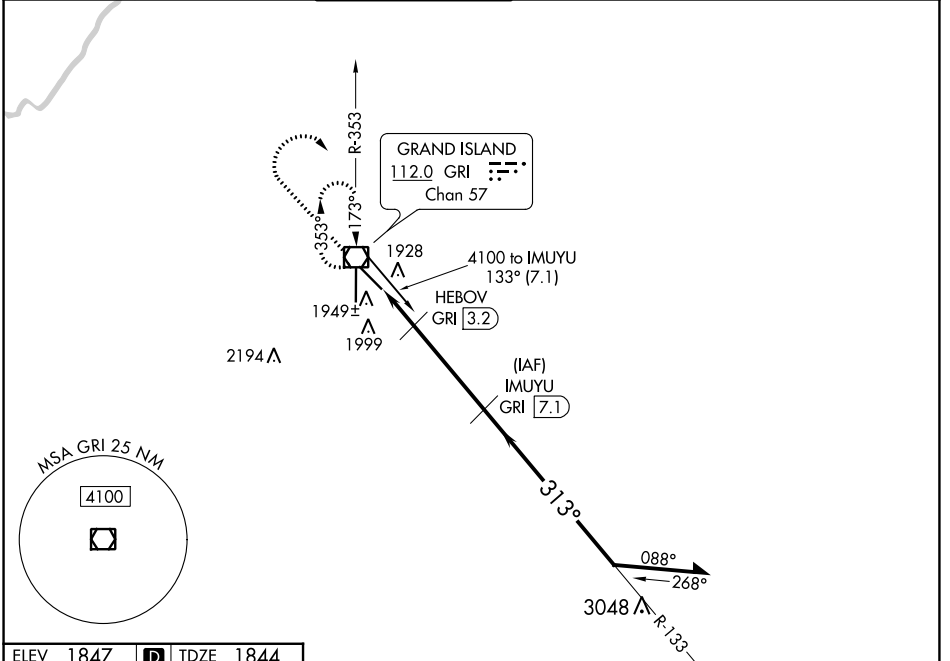 R-353
GRAND ISLAND
112.0 GRI
Chan 57
353°
173°
1928
4100 to IMUYU
133° (7.1)
HEBOV
GRI 3.2
1949±
1999
2194
(IAF)
IMUYU
GRI 7.1
MSA GRI 25 NM
4100
313°
088°
268°
3048
R-133
ELEV 1847 D TDZE 1844